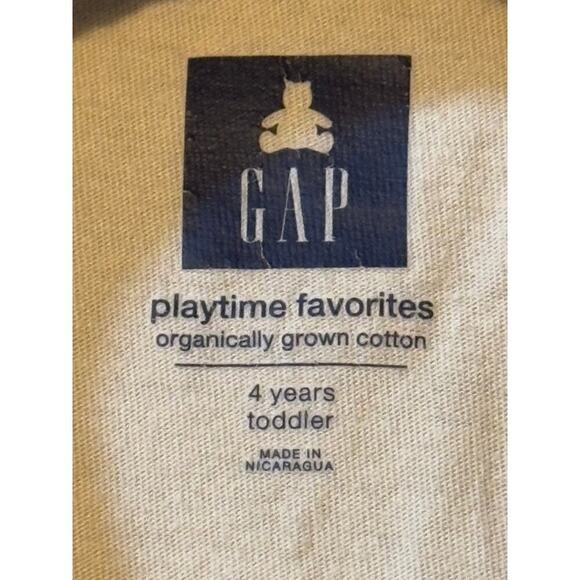 GAP
playtime favorites
organically grown cotton
4 years
toddler
MADE IN
NICARAGUA